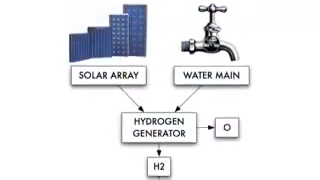 SOLAR ARRAY
WATER MAIN
HYDROGEN
GENERATOR
O
H2